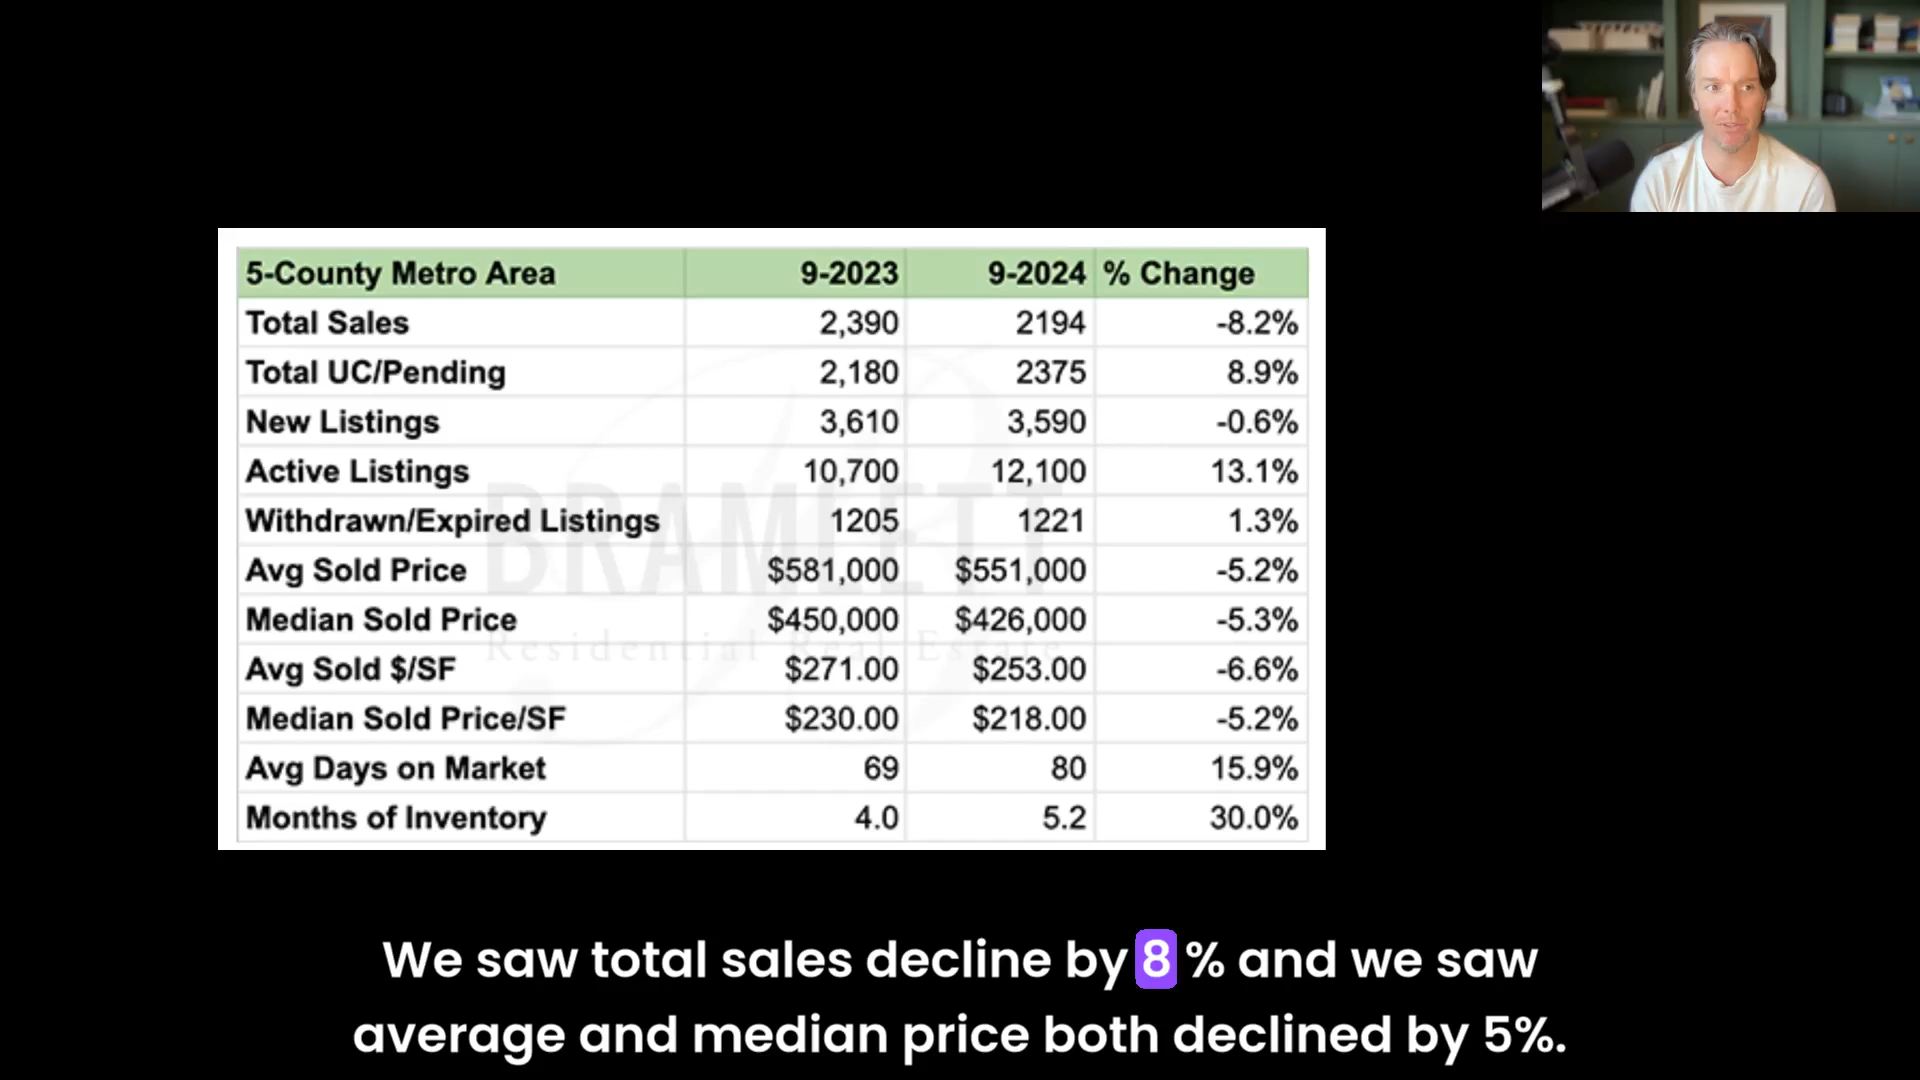 5-County Metro Area 9-2023 9-2024 % Change
Total Sales 2,390 2194 -8.2%
Total UC/Pending 2,180 2375 8.9%
New Listings 3,610 3,590 -0.6%
Active Listings 10,700 12,100 13.1%
Withdrawn/Expired Listings 1205 1221 1.3%
Avg Sold Price $581,000 $551,000 -5.2%
Median Sold Price $450,000 $426,000 -5.3%
Avg Sold $/SF $271.00 $253.00 -6.6%
Median Sold Price/SF $230.00 $218.00 -5.2%
Avg Days on Market 69 80 15.9%
Months of Inventory 4.0 5.2 30.0%
BRAMLETT
Residential Real Estate
We saw total sales decline by 8 % and we saw
average and median price both declined by 5%.